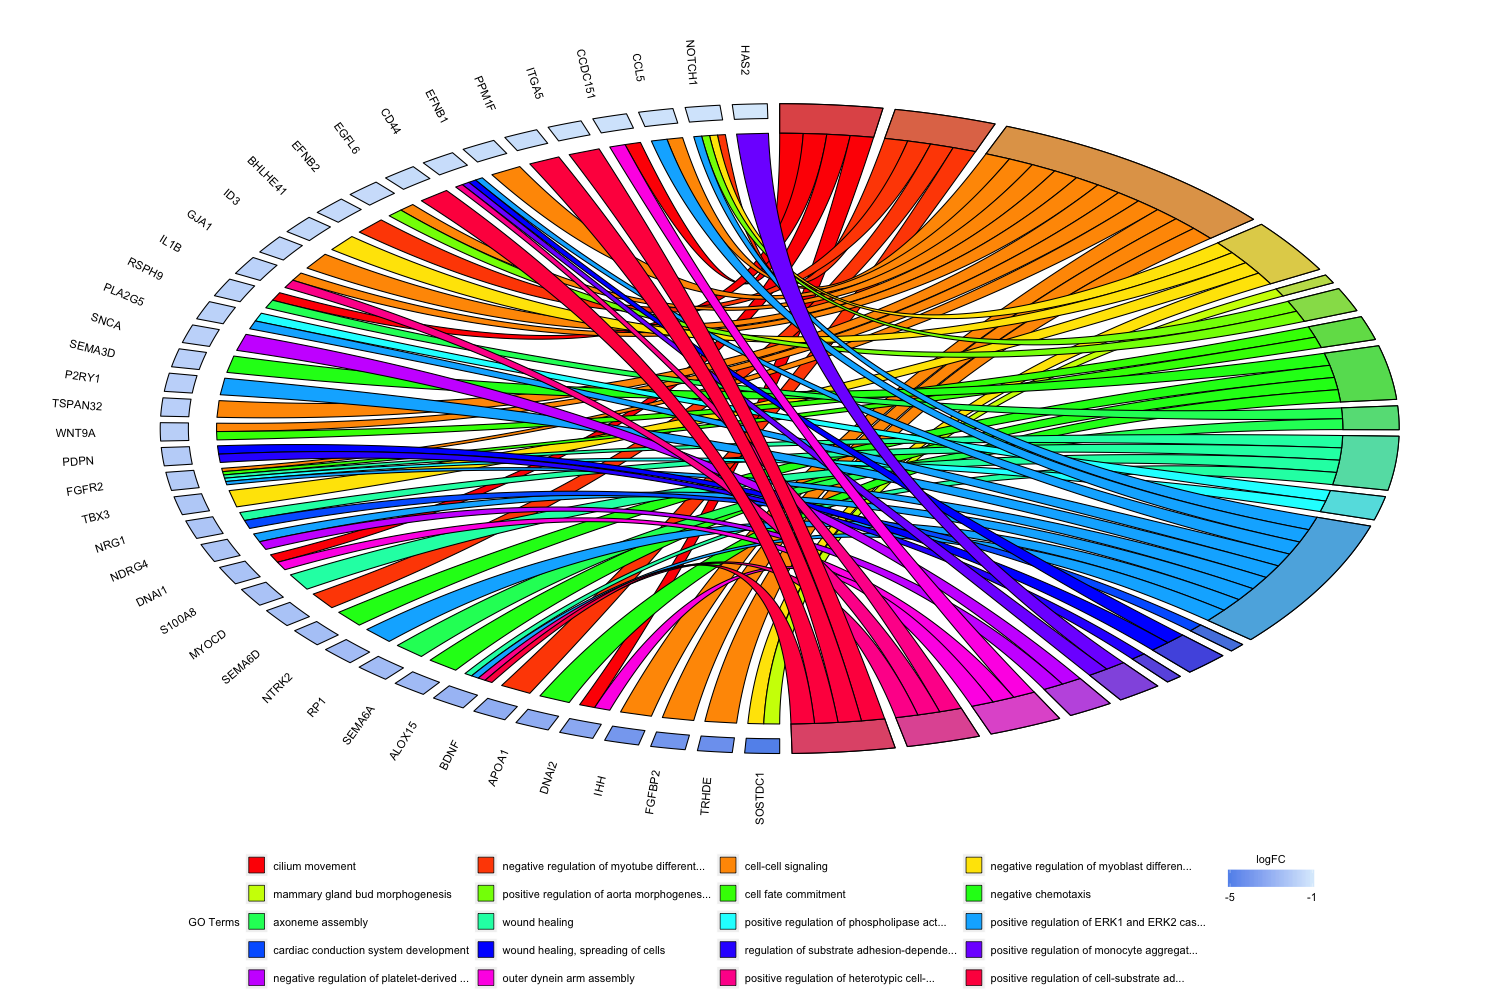 HAS2
NOTCH1
CCL5
CCDC151
ITGA5
PPM1F
EFNB1
CD44
EGFL6
EFNB2
BHLHE41
ID3
GJA1
IL1B
RSPH9
PLA2G5
SNCA
SEMA3D
P2RY1
TSPAN32
WNT9A
PDPN
FGFR2
TBX3
NRG1
NDRG4
DNAI1
S100A8
MYOCD
SEMA6D
NTRK2
RP1
SEMA6A
ALOX15
BDNF
APOA1
DNAI2
IHH
FGFBP2
TRHDE
SOSTDC1
GO Terms
cilium movement
negative regulation of myotube different...
cell-cell signaling
negative regulation of myoblast differen...
mammary gland bud morphogenesis
positive regulation of aorta morphogenes...
cell fate commitment
negative chemotaxis
axoneme assembly
wound healing
positive regulation of phospholipase act...
positive regulation of ERK1 and ERK2 cas...
cardiac conduction system development
wound healing, spreading of cells
regulation of substrate adhesion-depende...
positive regulation of monocyte aggregat...
negative regulation of platelet-derived ...
outer dynein arm assembly
positive regulation of heterotypic cell-...
positive regulation of cell-substrate ad...
logFC
-5
-1